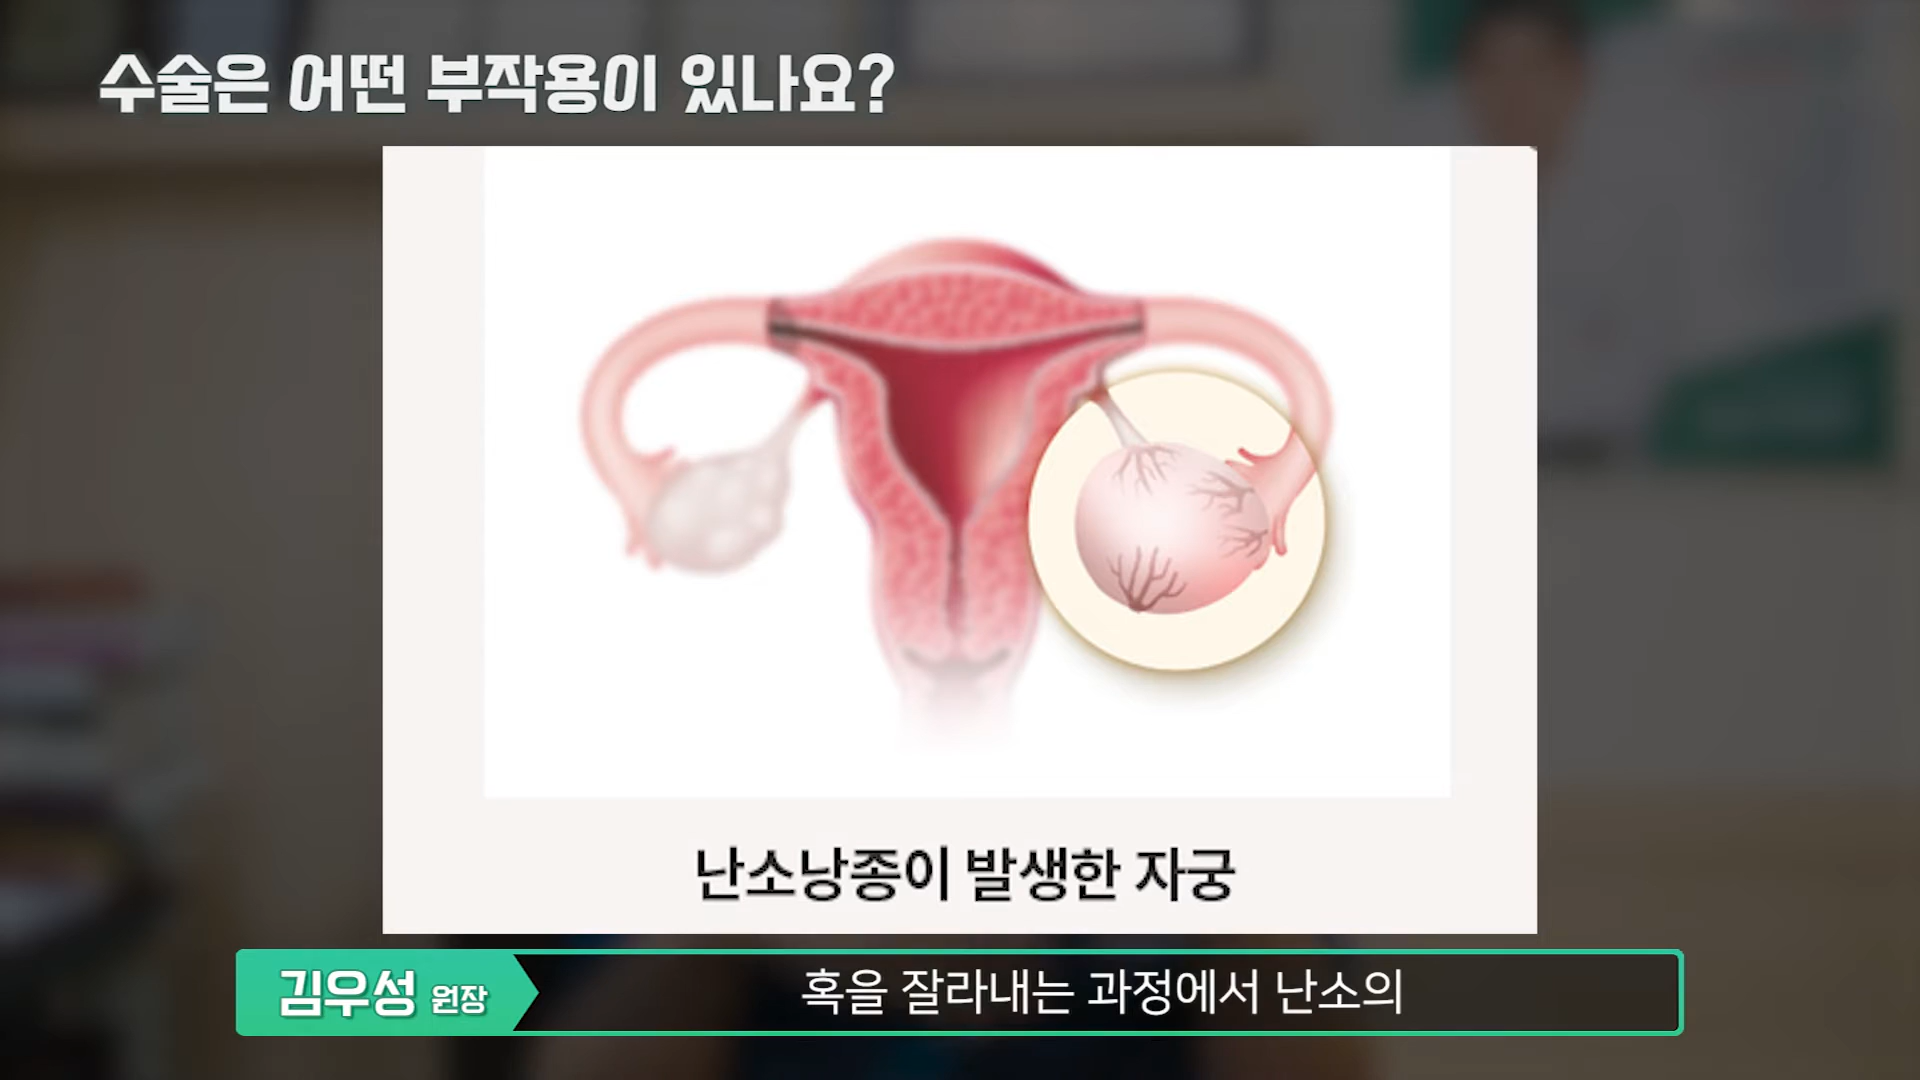 수술은 어떤 부작용이 있나요?
난소낭종이 발생한 자궁
김우성 원장
혹을 잘라내는 과정에서 난소의